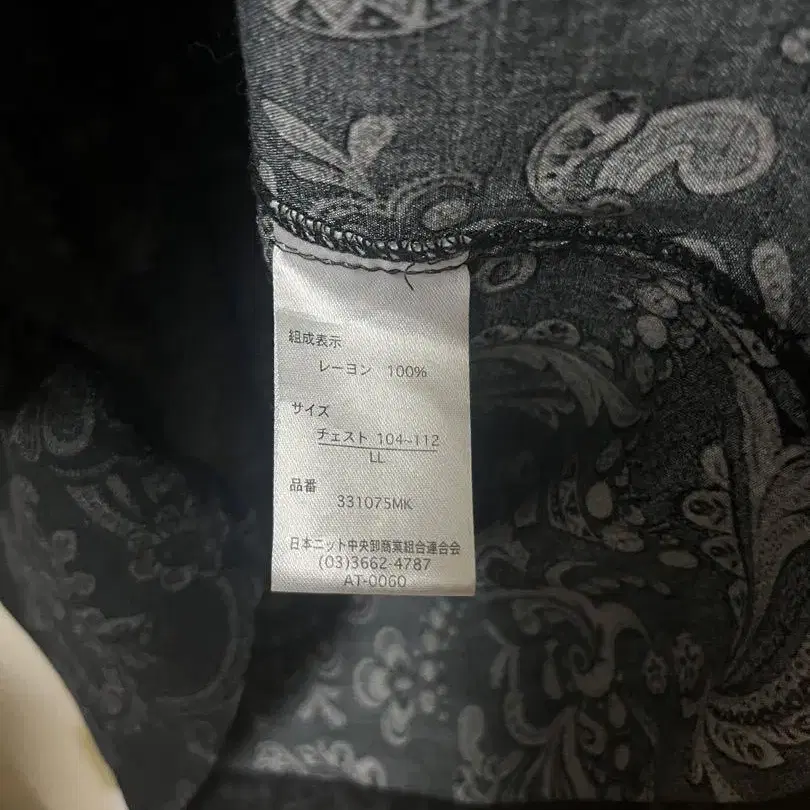 組成表示
レーヨン 100%
サイズ
チェスト 104~112
LL
品番
331075MK
日本ニット中央卸商業組合連合会
(03)3662-4787
AT-0060